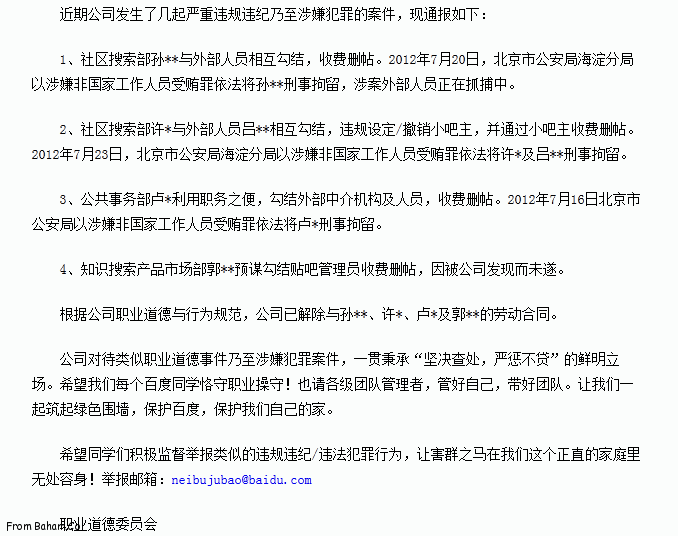 近期公司发生了几起严重违规违纪乃至涉嫌犯罪的案件，现通报如下：
1、社区搜索部孙**与外部人员相互勾结，收费删帖。2012年7月20日，北京市公安局海淀分局
以涉嫌非国家工作人员受贿罪依法将孙**刑事拘留，涉案外部人员正在抓捕中。
2、社区搜索部许*与外部人员吕**相互勾结，违规设定/撤销小吧主，并通过小吧主收费删帖。
2012年7月23日，北京市公安局海淀分局以涉嫌非国家工作人员受贿罪依法将许*及吕**刑事拘留。
3、公共事务部卢*利用职务之便，勾结外部中介机构及人员，收费删帖。2012年7月16日北京市
公安局以涉嫌非国家工作人员受贿罪依法将卢*刑事拘留。
4、知识搜索产品市场部郭**预谋勾结贴吧管理员收费删帖，因被公司发现而未遂。
根据公司职业道德与行为规范，公司已解除与孙**、许*、卢*及郭**的劳动合同。
公司对待类似职业道德事件乃至涉嫌犯罪案件，一贯秉承“坚决查处，严惩不贷”的鲜明立
场。希望我们每个百度同学恪守职业操守！也请各级团队管理者，管好自己，带好团队。让我们一
起筑起绿色围墙，保护百度，保护我们自己的家。
希望同学们积极监督举报类似的违规违纪/违法犯罪行为，让害群之马在我们这个正直的家庭里
无处容身！举报邮箱：neibujubao@baidu.com
职业道德委员会
From Baham